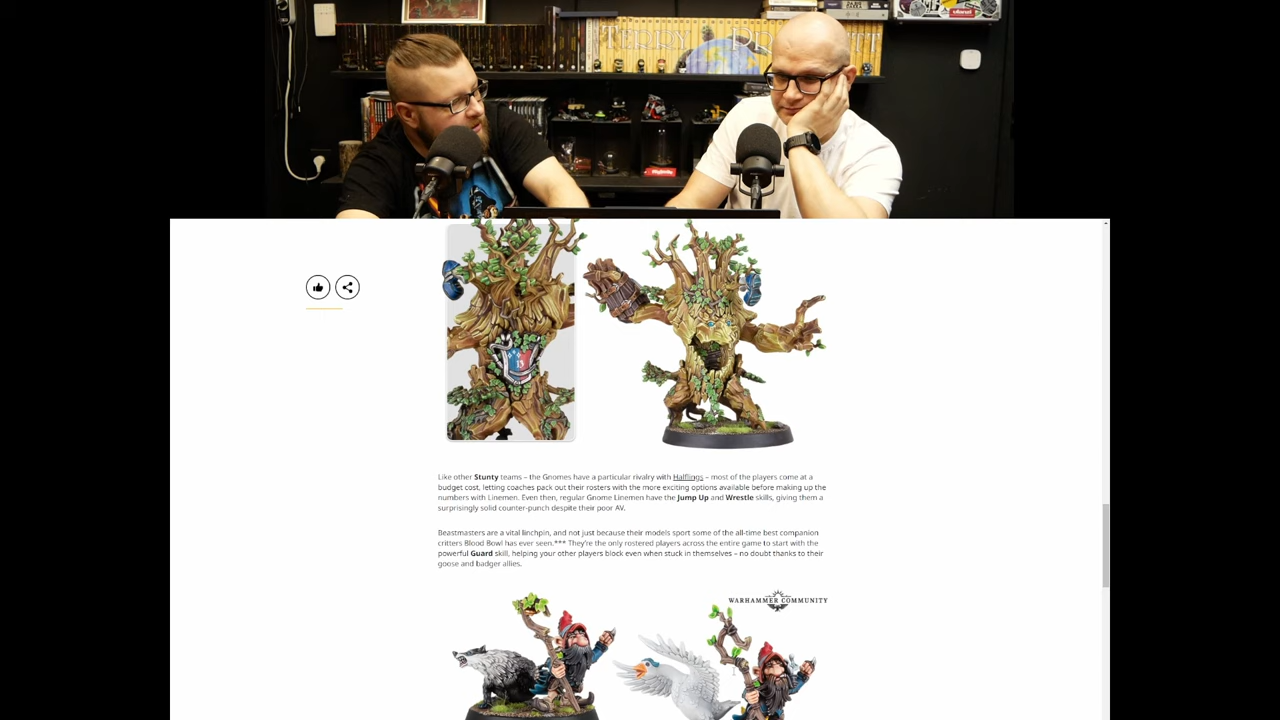 TERRY PR
13
Like other Stunty teams – the Gnomes have a particular rivalry with Halflings – most of the players come at a
budget cost, letting coaches pack out their rosters with the more exciting options available before making up the
numbers with Linemen. Even then, regular Gnome Linemen have the Jump Up and Wrestle skills, giving them a
surprisingly solid counter-punch despite their poor AV.
Beastmasters are a vital linchpin, and not just because their models sport some of the all-time best companion
critters Blood Bowl has ever seen.*** They're the only rostered players across the entire game to start with the
powerful Guard skill, helping your other players block even when stuck in themselves – no doubt thanks to their
goose and badger allies.
WARHAMMER COMMUNITY